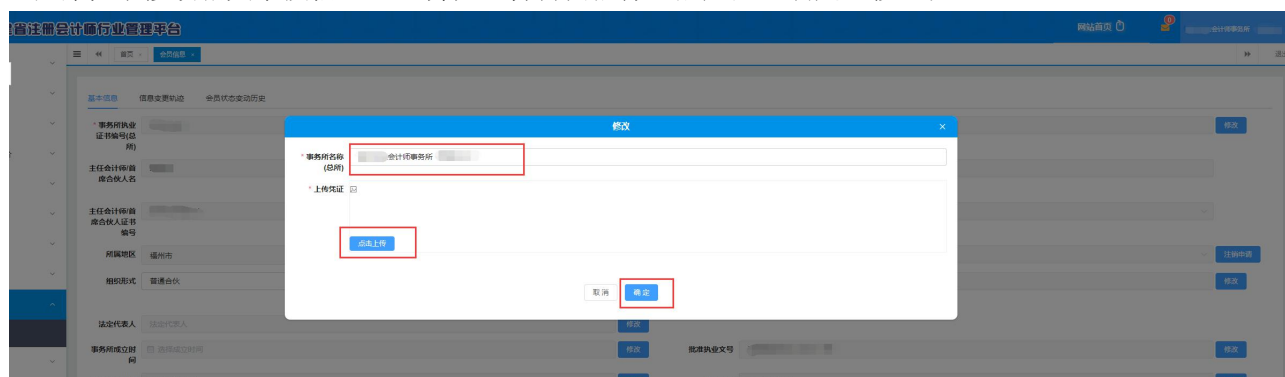 注册会计师行业管理平台
网站首页
0
会计师事务所
首页
会员信息
基本信息 信息变更轨迹 会员状态变动历史
* 事务所执业证书编号(总所)
修改
主任会计师/首席合伙人名
主任会计师/首席合伙人证书编号
所属地区 福州市
注销申请
组织形式 普通合伙
修改
法定代表人 法定代表人
修改
事务所成立时间
修改
批准执业文号
修改
修改
* 事务所名称(总所)
会计师事务所
* 上传凭证
点击上传
取消 确定